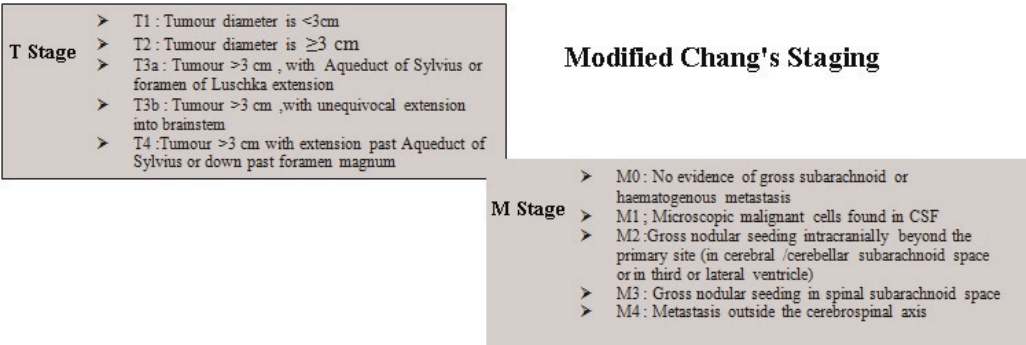 T Stage
➢ T1 : Tumour diameter is <3cm
➢ T2 : Tumour diameter is ≥3 cm
➢ T3a : Tumour >3 cm , with Aqueduct of Sylvius or
foramen of Luschka extension
➢ T3b : Tumour >3 cm ,with unequivocal extension
into brainstem
➢ T4 :Tumour >3 cm with extension past Aqueduct of
Sylvius or down past foramen magnum
Modified Chang's Staging
M Stage
➢ M0 : No evidence of gross subarachnoid or
haematogenous metastasis
➢ M1 ; Microscopic malignant cells found in CSF
➢ M2 :Gross nodular seeding intracranially beyond the
primary site (in cerebral /cerebellar subarachnoid space
or in third or lateral ventricle)
➢ M3 : Gross nodular seeding in spinal subarachnoid space
➢ M4 : Metastasis outside the cerebrospinal axis